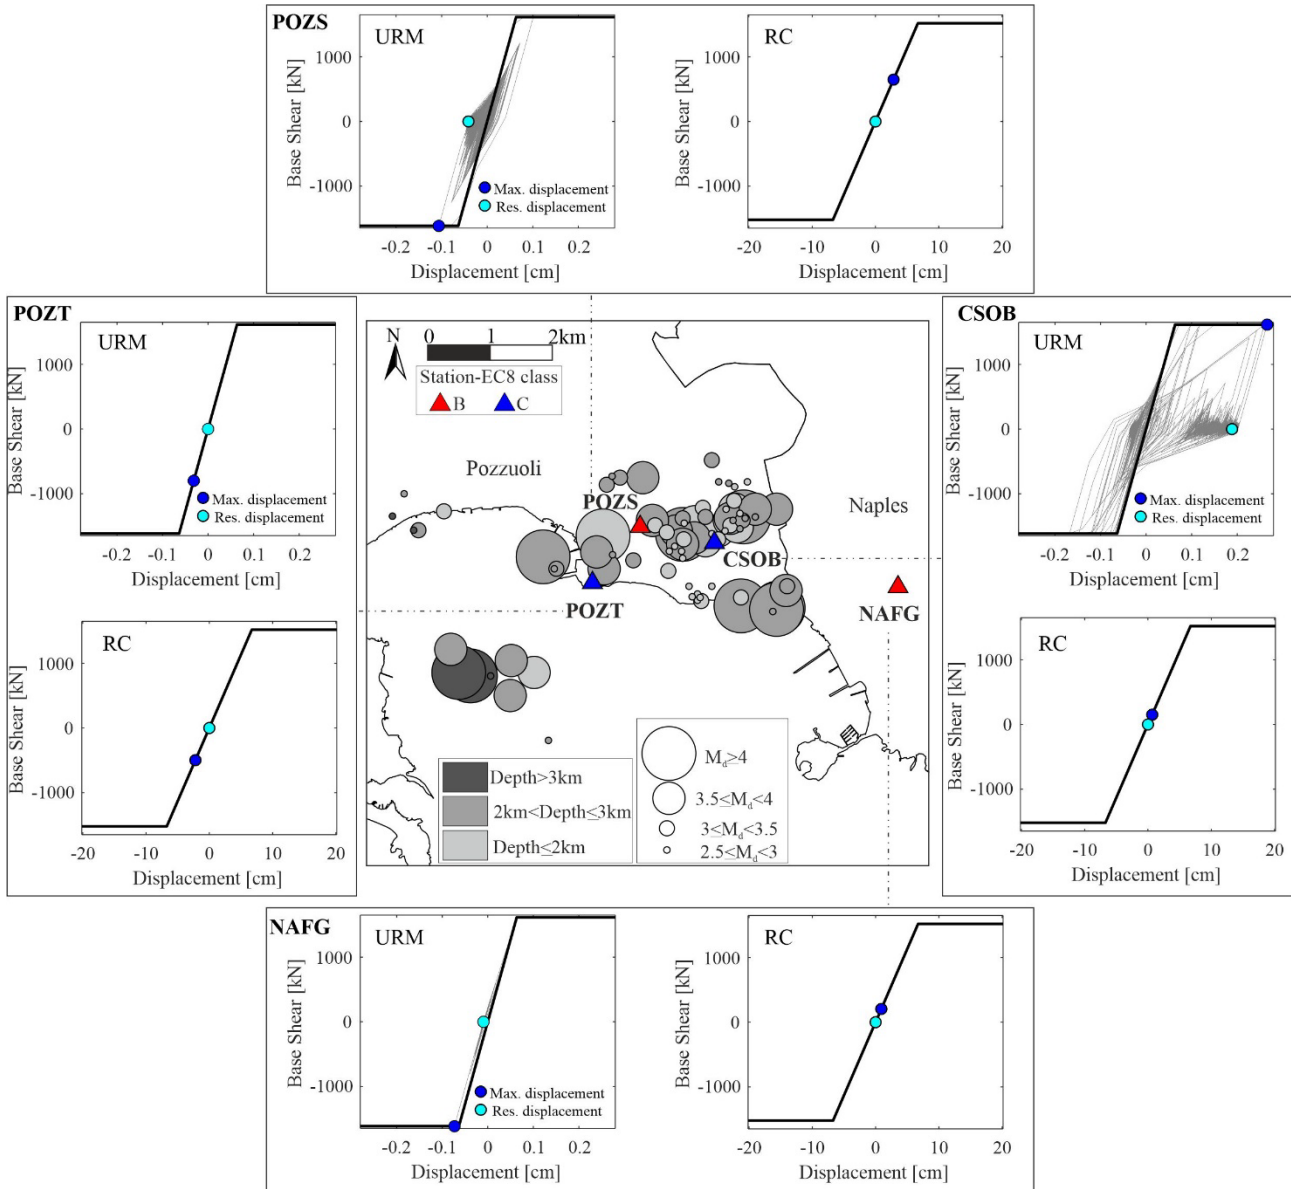 POZS
URM
Base Shear [kN]
1000
0
-1000
Max. displacement
Res. displacement
-0.2 -0.1 0 0.1 0.2
Displacement [cm]
RC
Base Shear [kN]
1000
0
-1000
-20 -10 0 10 20
Displacement [cm]
POZT
URM
Base Shear [kN]
1000
0
-1000
Max. displacement
Res. displacement
-0.2 -0.1 0 0.1 0.2
Displacement [cm]
RC
Base Shear [kN]
1000
0
-1000
-20 -10 0 10 20
Displacement [cm]
N
0 1 2km
Station-EC8 class
B C
Pozzuoli
POZS
Naples
CSOB
POZT
NAFG
Depth>3km
2km<Depth≤3km
Depth≤2km
Md≥4
3.5≤Md<4
3≤Md<3.5
2.5≤Md<3
CSOB
URM
Base Shear [kN]
1000
0
-1000
Max. displacement
Res. displacement
-0.2 -0.1 0 0.1 0.2
Displacement [cm]
RC
Base Shear [kN]
1000
0
-1000
-20 -10 0 10 20
Displacement [cm]
NAFG
URM
Base Shear [kN]
1000
0
-1000
Max. displacement
Res. displacement
-0.2 -0.1 0 0.1 0.2
Displacement [cm]
RC
Base Shear [kN]
1000
0
-1000
-20 -10 0 10 20
Displacement [cm]